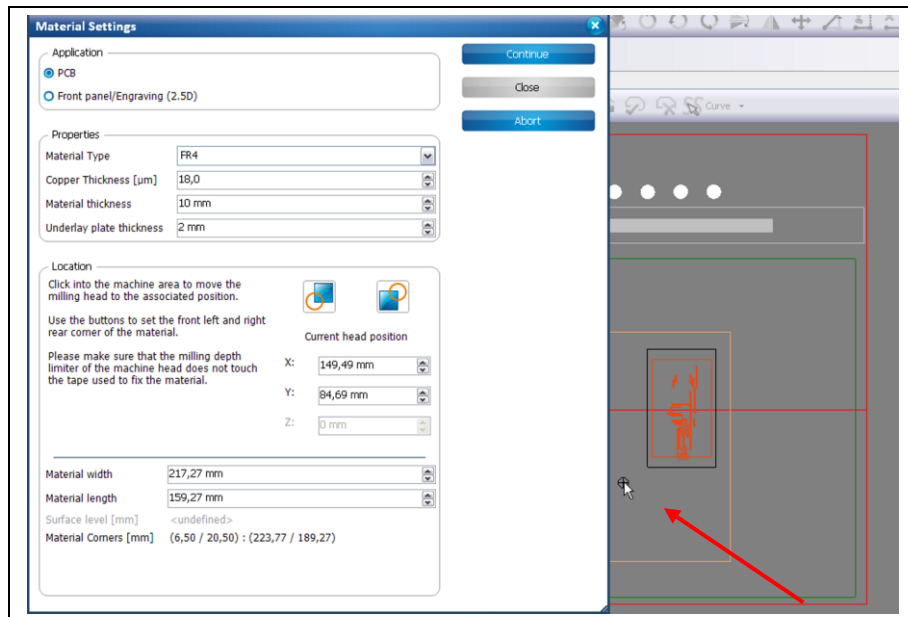 Material Settings
Application
PCB
Front panel/Engraving (2.5D)
Continue
Close
Abort
Properties
Material Type FR4
Copper Thickness [µm] 18,0
Material thickness 10 mm
Underlay plate thickness 2 mm
Location
Click into the machine area to move the
milling head to the associated position.
Use the buttons to set the front left and right
rear corner of the material.
Please make sure that the milling depth
limiter of the machine head does not touch
the tape used to fix the material.
Current head position
X: 149,49 mm
Y: 84,69 mm
Z: 0 mm
Material width 217,27 mm
Material length 159,27 mm
Surface level [mm] <undefined>
Material Corners [mm] (6,50 / 20,50) : (223,77 / 189,27)
Curve